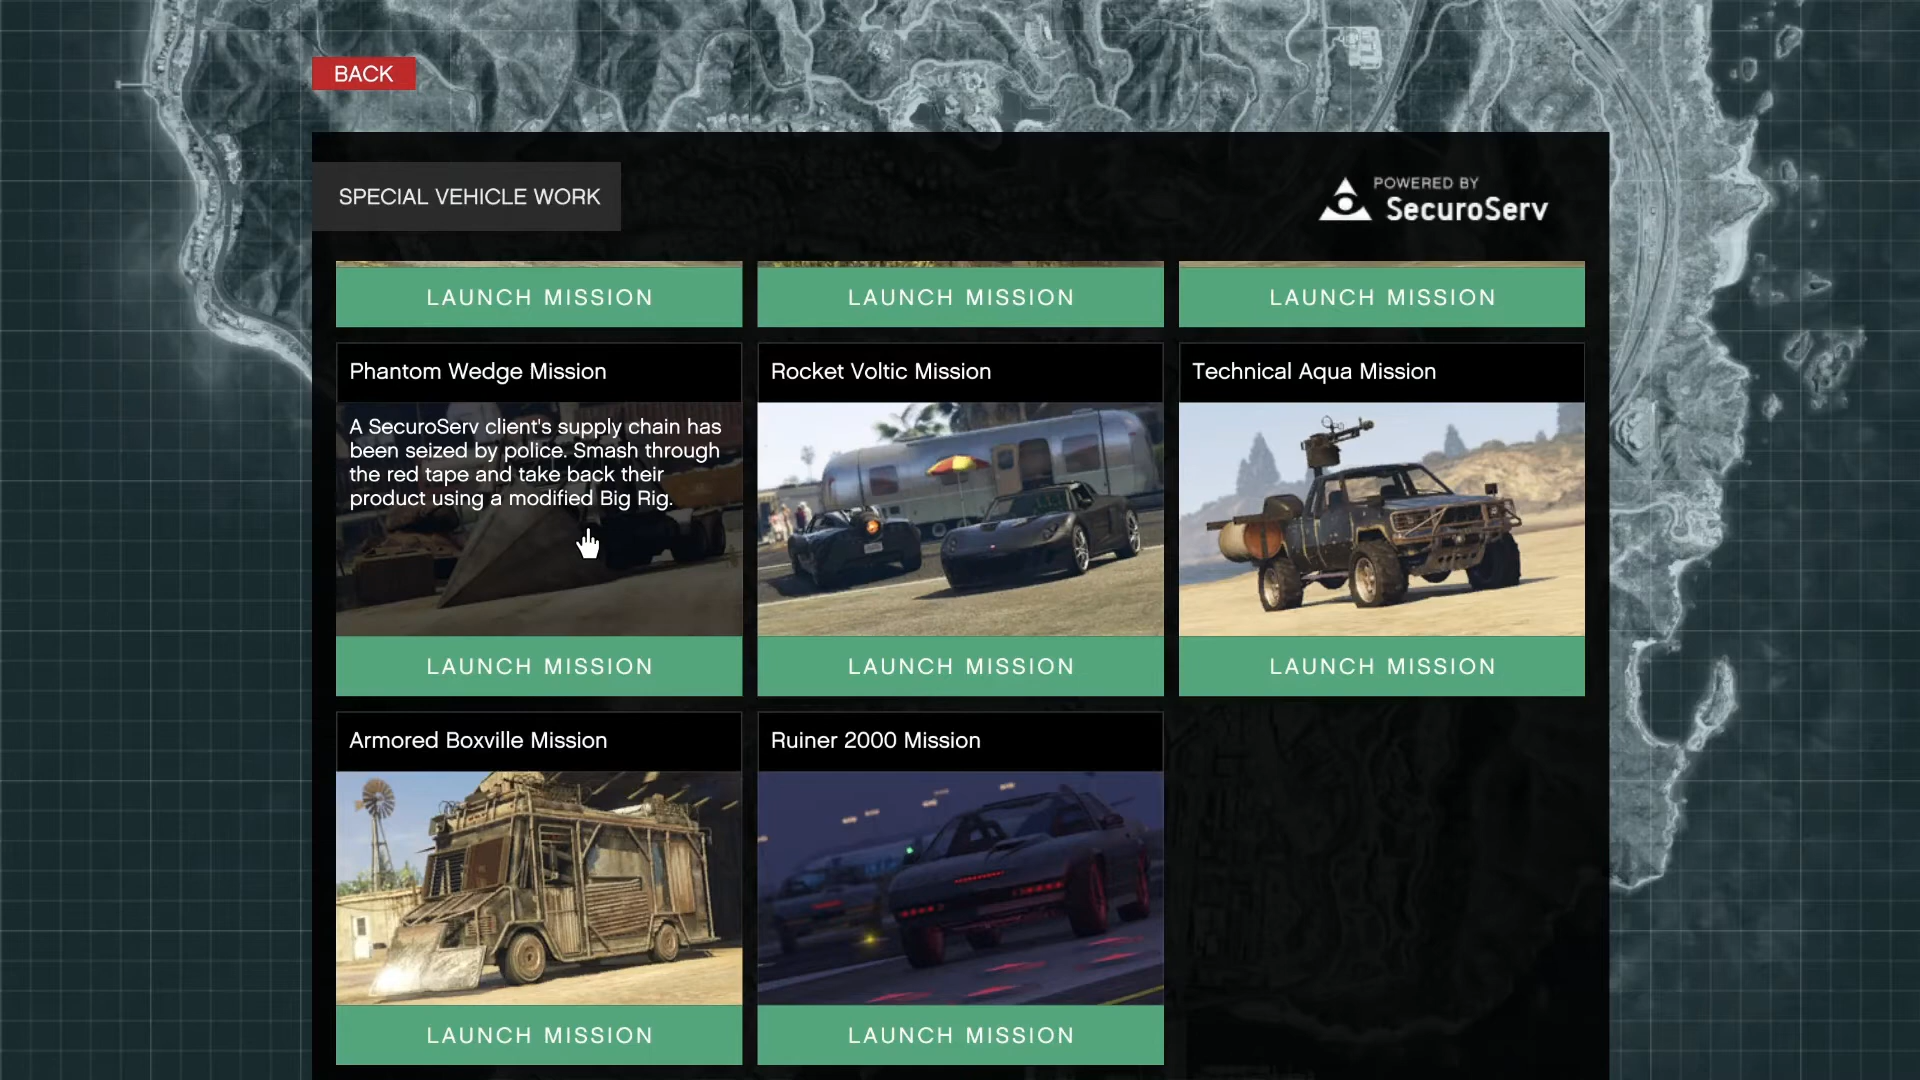 BACK
SPECIAL VEHICLE WORK
POWERED BY
SecuroServ
LAUNCH MISSION
LAUNCH MISSION
LAUNCH MISSION
Phantom Wedge Mission
A SecuroServ client's supply chain has
been seized by police. Smash through
the red tape and take back their
product using a modified Big Rig.
LAUNCH MISSION
Rocket Voltic Mission
LAUNCH MISSION
Technical Aqua Mission
LAUNCH MISSION
Armored Boxville Mission
LAUNCH MISSION
Ruiner 2000 Mission
LAUNCH MISSION